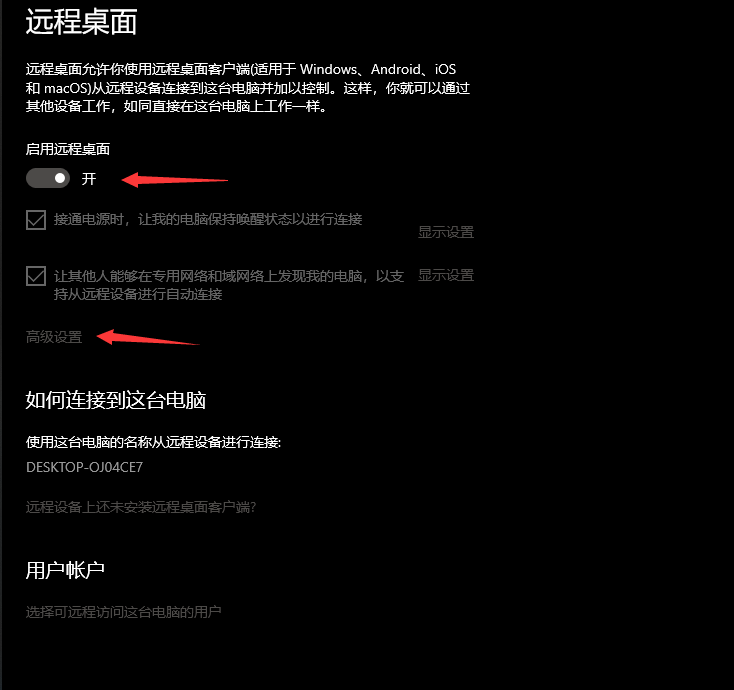 远程桌面
远程桌面允许你使用远程桌面客户端(适用于 Windows、Android、iOS
和 macOS)从远程设备连接到这台电脑并加以控制。这样，你就可以通过
其他设备工作，如同直接在这台电脑上工作一样。
启用远程桌面
开
接通电源时，让我的电脑保持唤醒状态以进行连接
显示设置
让其他人能够在专用网络和域网络上发现我的电脑，以支
持从远程设备进行自动连接
显示设置
高级设置
如何连接到这台电脑
使用这台电脑的名称从远程设备进行连接:
DESKTOP-OJ04CE7
远程设备上还未安装远程桌面客户端?
用户帐户
选择可远程访问这台电脑的用户